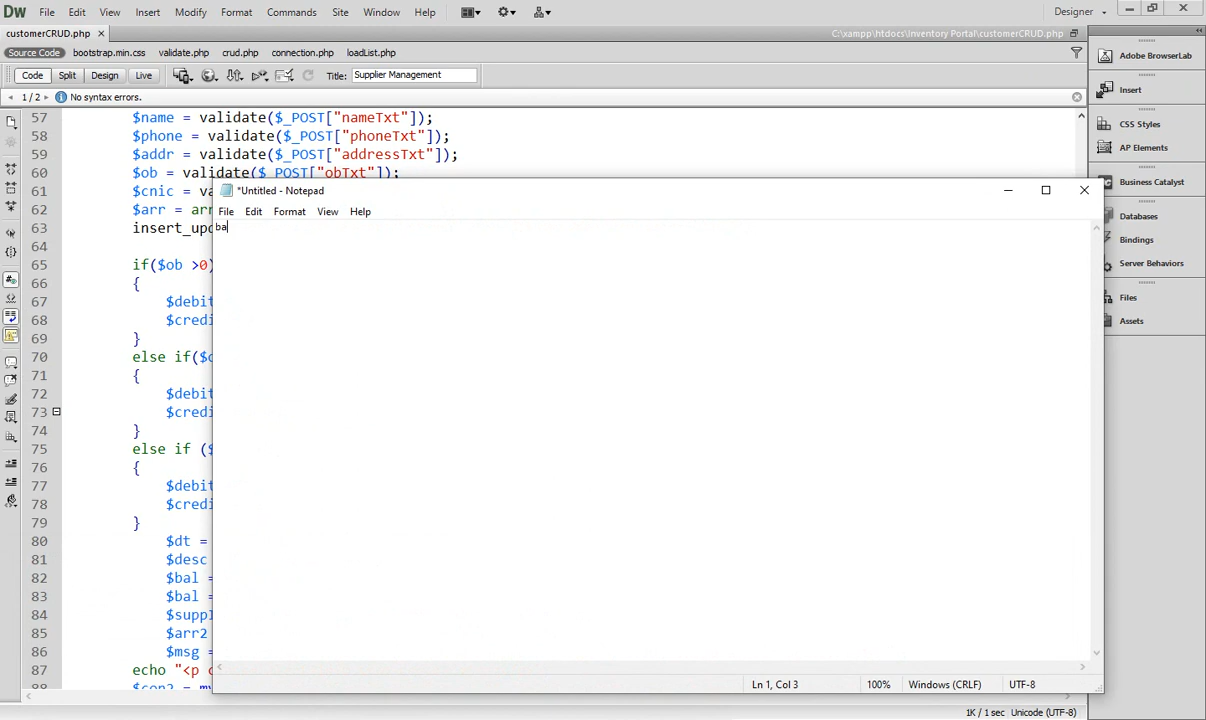 Dw File Edit View Insert Modify Format Commands Site Window Help Designer
customerCRUD.php × C:\xampp\htdocs\Inventory Portal\customerCRUD.php
Source Code bootstrap.min.css validate.php crud.php connection.php loadList.php
Code Split Design Live Title: Supplier Management
1 / 2 No syntax errors.
57 $name = validate($_POST["nameTxt"]);
58 $phone = validate($_POST["phoneTxt"]);
59 $addr = validate($_POST["addressTxt"]);
60 $ob = validate($_POST["obTxt"]);
61 $cnic = va
62 $arr = arr
63 insert_upd
64
65 if($ob >0)
66 {
67 $debit
68 $credi
69 }
70 else if($
71 {
72 $debit
73 $credi
74 }
75 else if ($
76 {
77 $debit
78 $credi
79 }
80 $dt =
81 $desc
82 $bal =
83 $bal =
84 $suppI
85 $arr2
86 $msg =
87 echo "<p
88 $con2 =
*Untitled - Notepad
File Edit Format View Help
ba
Ln 1, Col 3 100% Windows (CRLF) UTF-8
Adobe BrowserLab
Insert
CSS Styles
AP Elements
Business Catalyst
Databases
Bindings
Server Behaviors
Files
Assets
1K / 1 sec Unicode (UTF-8)